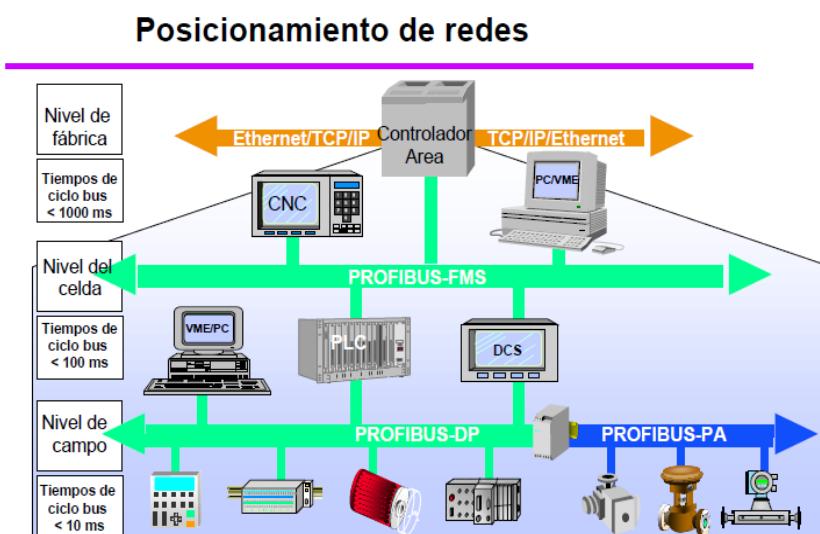 Posicionamiento de redes
Nivel de
fábrica
Ethernet/TCP/IP
Controlador
Area
TCP/IP/Ethernet
Tiempos de
ciclo bus
< 1000 ms
CNC
PC/VME
Nivel del
celda
PROFIBUS-FMS
Tiempos de
ciclo bus
< 100 ms
VME/PC
PLC
DCS
Nivel de
campo
PROFIBUS-DP
PROFIBUS-PA
Tiempos de
ciclo bus
< 10 ms